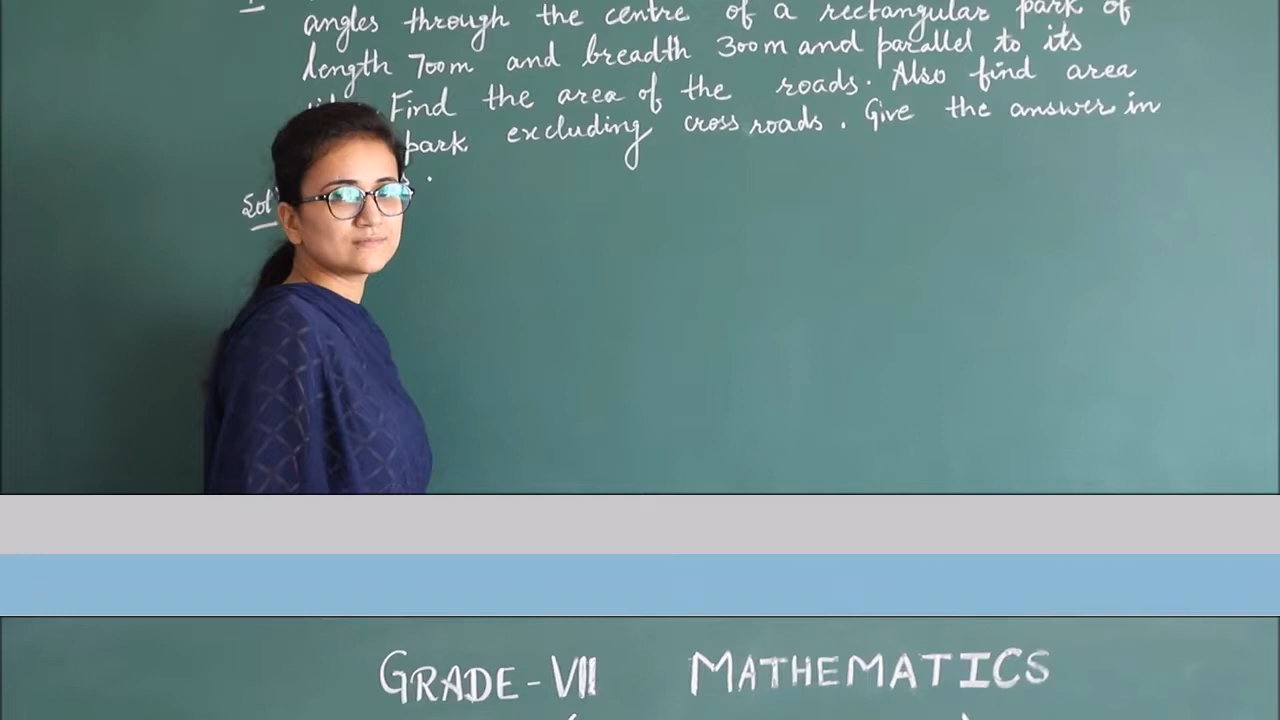 angles through the centre of a rectangular park of
length 700m and breadth 300m and parallel to its
Find the area of the roads. Also find area
park excluding cross roads. Give the answer in
Sol
GRADE-VII MATHEMATICS